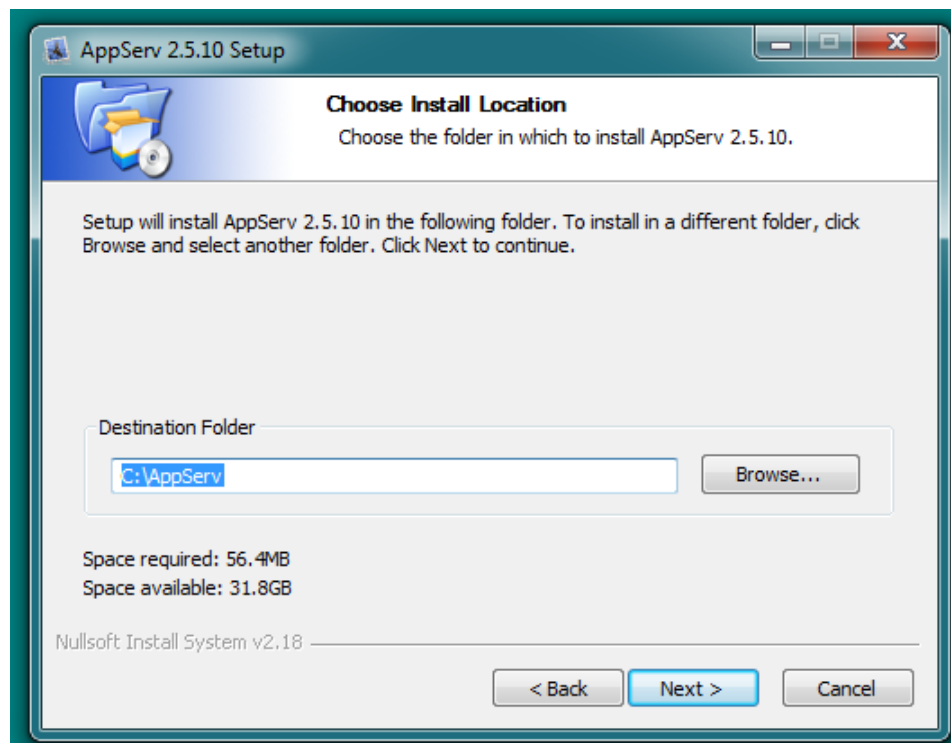 AppServ 2.5.10 Setup
Choose Install Location
Choose the folder in which to install AppServ 2.5.10.
Setup will install AppServ 2.5.10 in the following folder. To install in a different folder, click
Browse and select another folder. Click Next to continue.
Destination Folder
C:\AppServ
Browse...
Space required: 56.4MB
Space available: 31.8GB
Nullsoft Install System v2.18
< Back
Next >
Cancel